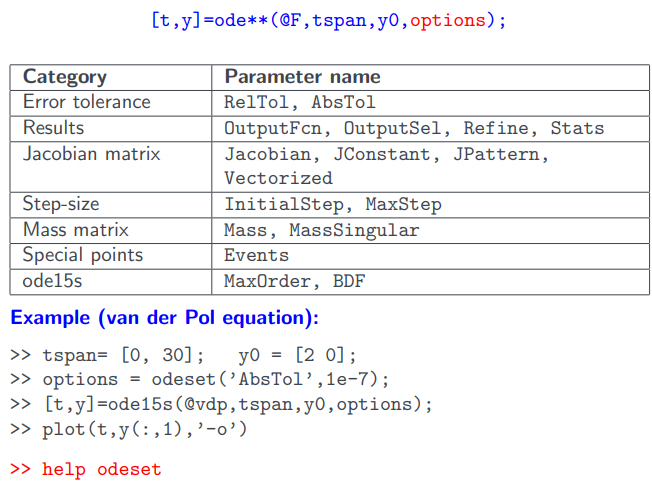 [t,y]=ode**(@F,tspan,y0,options);
Category Parameter name
Error tolerance RelTol, AbsTol
Results OutputFcn, OutputSel, Refine, Stats
Jacobian matrix Jacobian, JConstant, JPattern,
Vectorized
Step-size InitialStep, MaxStep
Mass matrix Mass, MassSingular
Special points Events
ode15s MaxOrder, BDF
Example (van der Pol equation):
>> tspan= [0, 30]; y0 = [2 0];
>> options = odeset(’AbsTol’,1e-7);
>> [t,y]=ode15s(@vdp,tspan,y0,options);
>> plot(t,y(:,1),’-o’)
>> help odeset